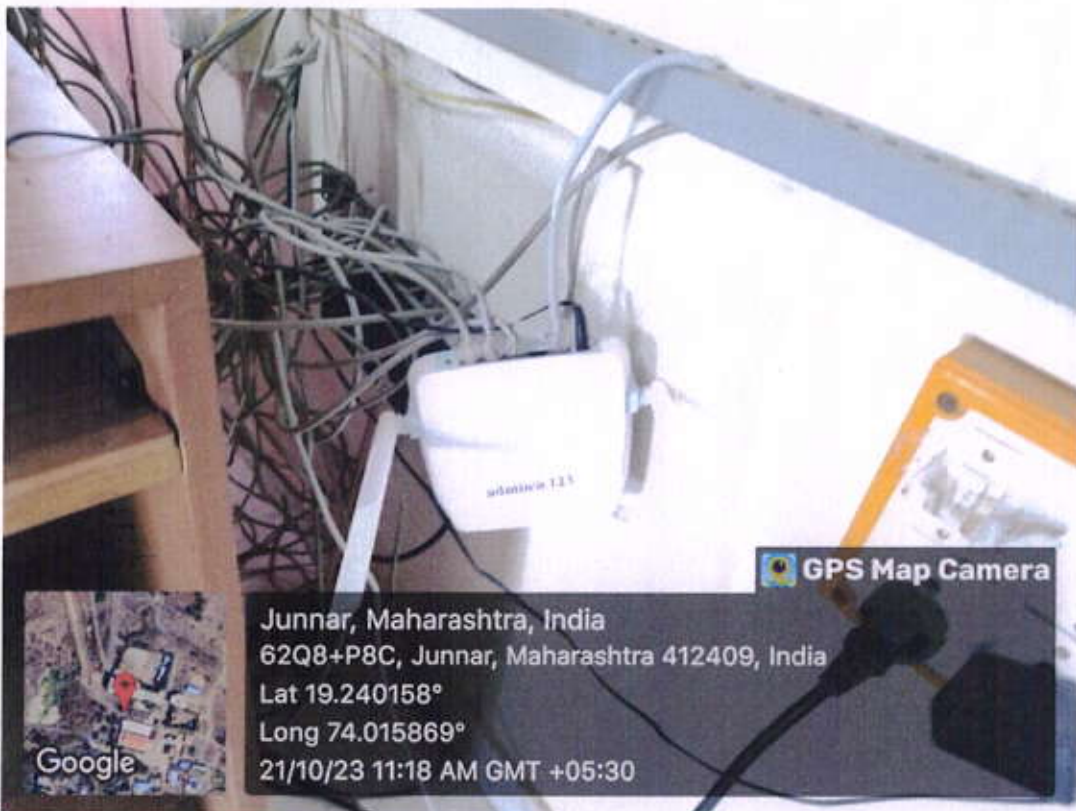 GPS Map Camera
Junnar, Maharashtra, India
62Q8+P8C, Junnar, Maharashtra 412409, India
Lat 19.240158°
Long 74.015869°
21/10/23 11:18 AM GMT +05:30
Google